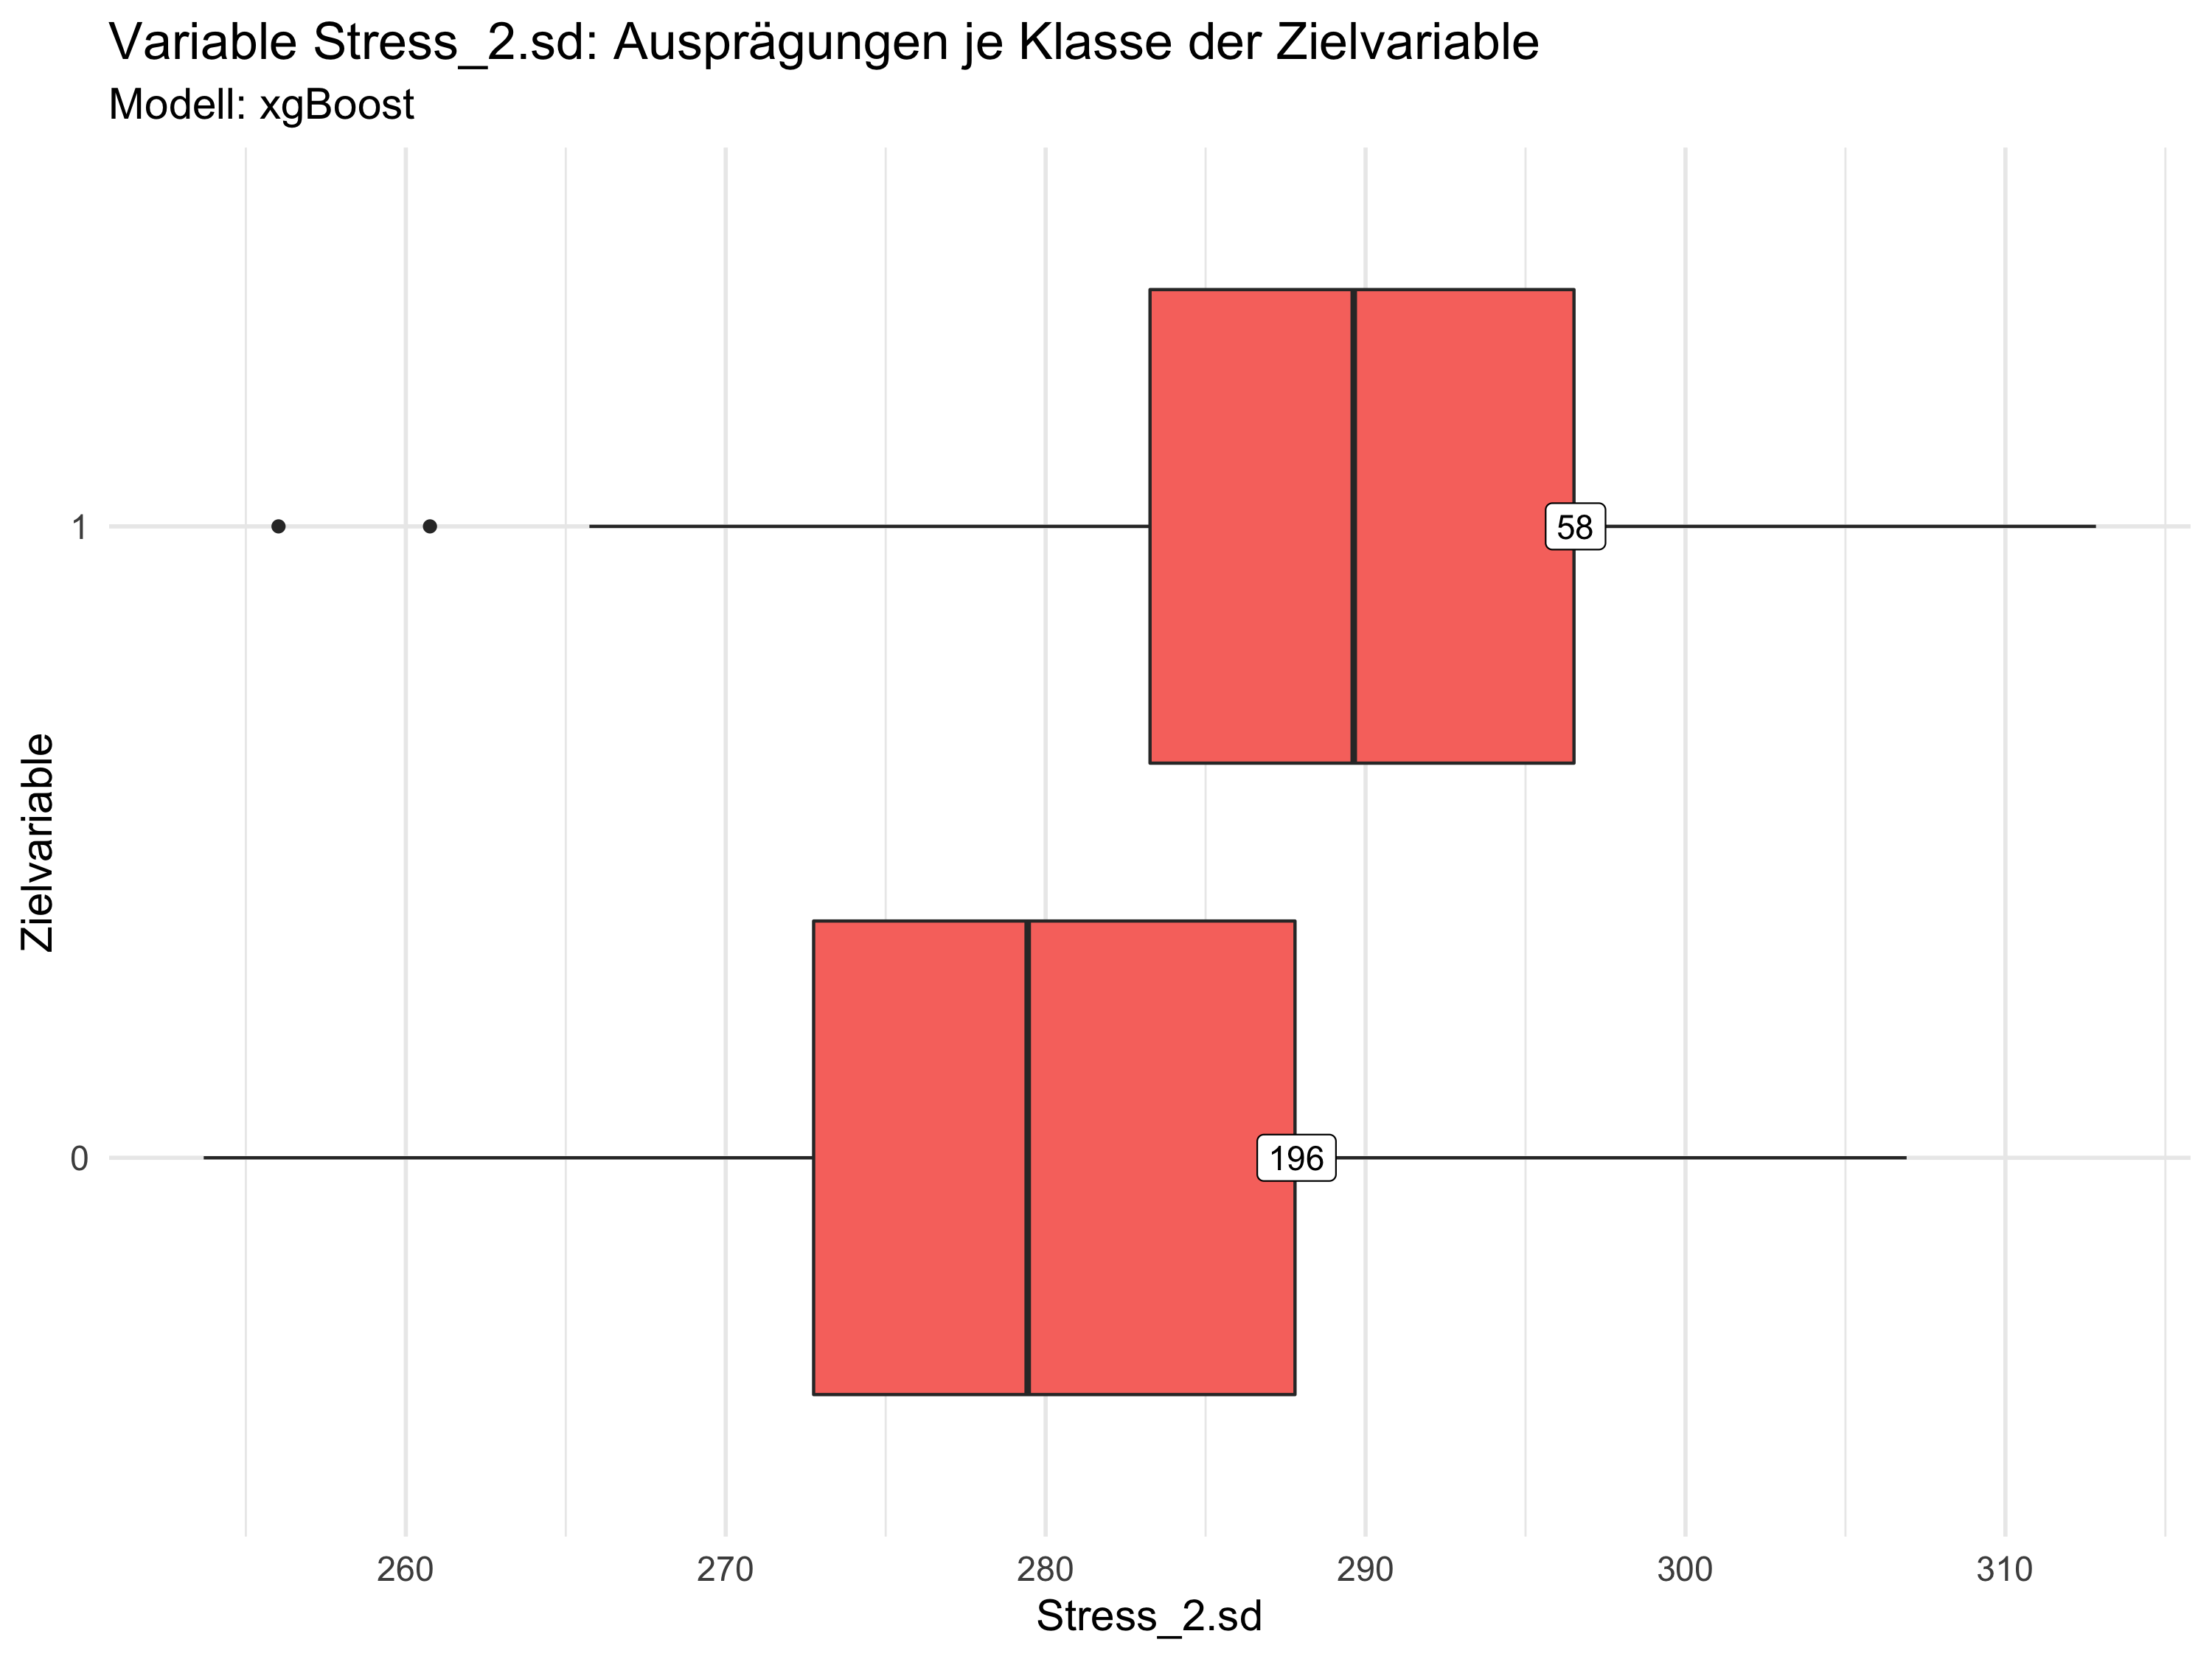 Variable Stress_2.sd: Ausprägungen je Klasse der Zielvariable
Modell: xgBoost
Zielvariable
1
58
0
196
260 270 280 290 300 310
Stress_2.sd